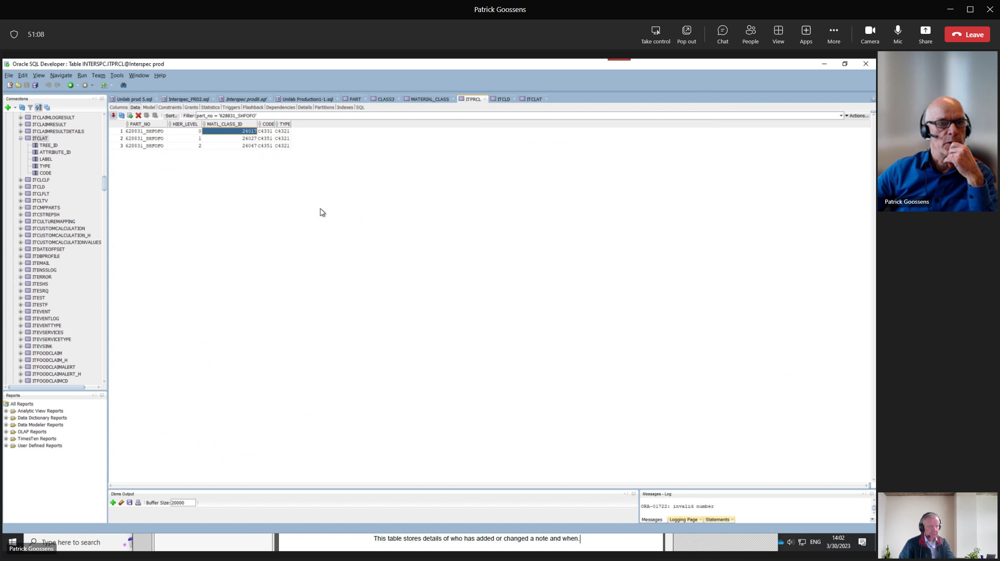 Patrick Goossens
51:08
Take control
Pop out
Chat
People
View
Apps
More
Camera
Mic
Share
Leave
Oracle SQL Developer : Table INTERSPC.ITPRCL@Interspec prod
File Edit View Navigate Run Team Tools Window Help
Connections
Unilab prod 5.sql
Interspec_PRD2.sql
Interspec prod8.sql
Unilab Production1-1.sql
PART
CLASS3
MATERIAL_CLASS
ITPRCL
ITCLD
ITCLAT
Columns Data Model Constraints Grants Statistics Triggers Flashback Dependencies Details Partitions Indexes SQL
Sort.. Filter: part_no = '628831_SHFOFO' Actions...
PART_NO HIER_LEVEL MATL_CLASS_ID CODE TYPE
1 628831_SHFOFO 0 24017 C4331 C4321
2 628831_SHFOFO 1 24027 C4351 C4321
3 628831_SHFOFO 2 24047 C4351 C4321
ITCLAIMLOGRESULT
ITCLAIMRESULT
ITCLAIMRESULTDETAILS
ITCLAT
TREE_ID
ATTRIBUTE_ID
LABEL
TYPE
CODE
ITCLCLF
ITCLD
ITCLFLT
ITCLTV
ITCMPPARTS
ITCSTREPSH
ITCULTUREMAPPING
ITCUSTOMCALCULATION
ITCUSTOMCALCULATION_H
ITCUSTOMCALCULATIONVALUES
ITDATEOFFSET
ITDBPROFILE
ITEMAIL
ITENSSLOG
ITERROR
ITESHS
ITESRQ
ITEST
ITESTF
ITEVENT
ITEVENTLOG
ITEVENTTYPE
ITEVSERVICES
ITEVSERVICETYPE
ITEVSINK
ITFOODCLAIM
ITFOODCLAIM_H
ITFOODCLAIMALERT
ITFOODCLAIMALERT_H
ITFOODCLAIMCD
Reports
All Reports
Analytic View Reports
Data Dictionary Reports
Data Modeler Reports
OLAP Reports
TimesTen Reports
User Defined Reports
Dbms Output
Buffer Size: 20000
Messages - Log
ORA-01722: invalid number
Messages Logging Page Statements
Type here to search
This table stores details of who has added or changed a note and when.
ENG
14:02
3/30/2023
Patrick Goossens
Patrick Goossens